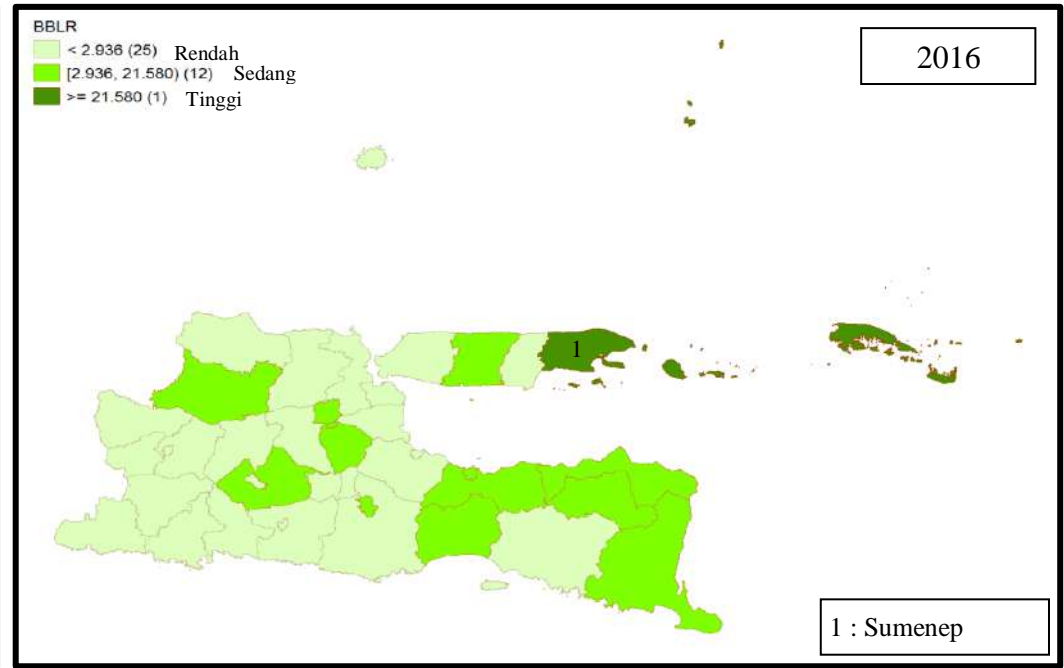 BBLR
< 2.936 (25) Rendah
[2.936, 21.580) (12) Sedang
>= 21.580 (1) Tinggi
2016
1
1 : Sumenep